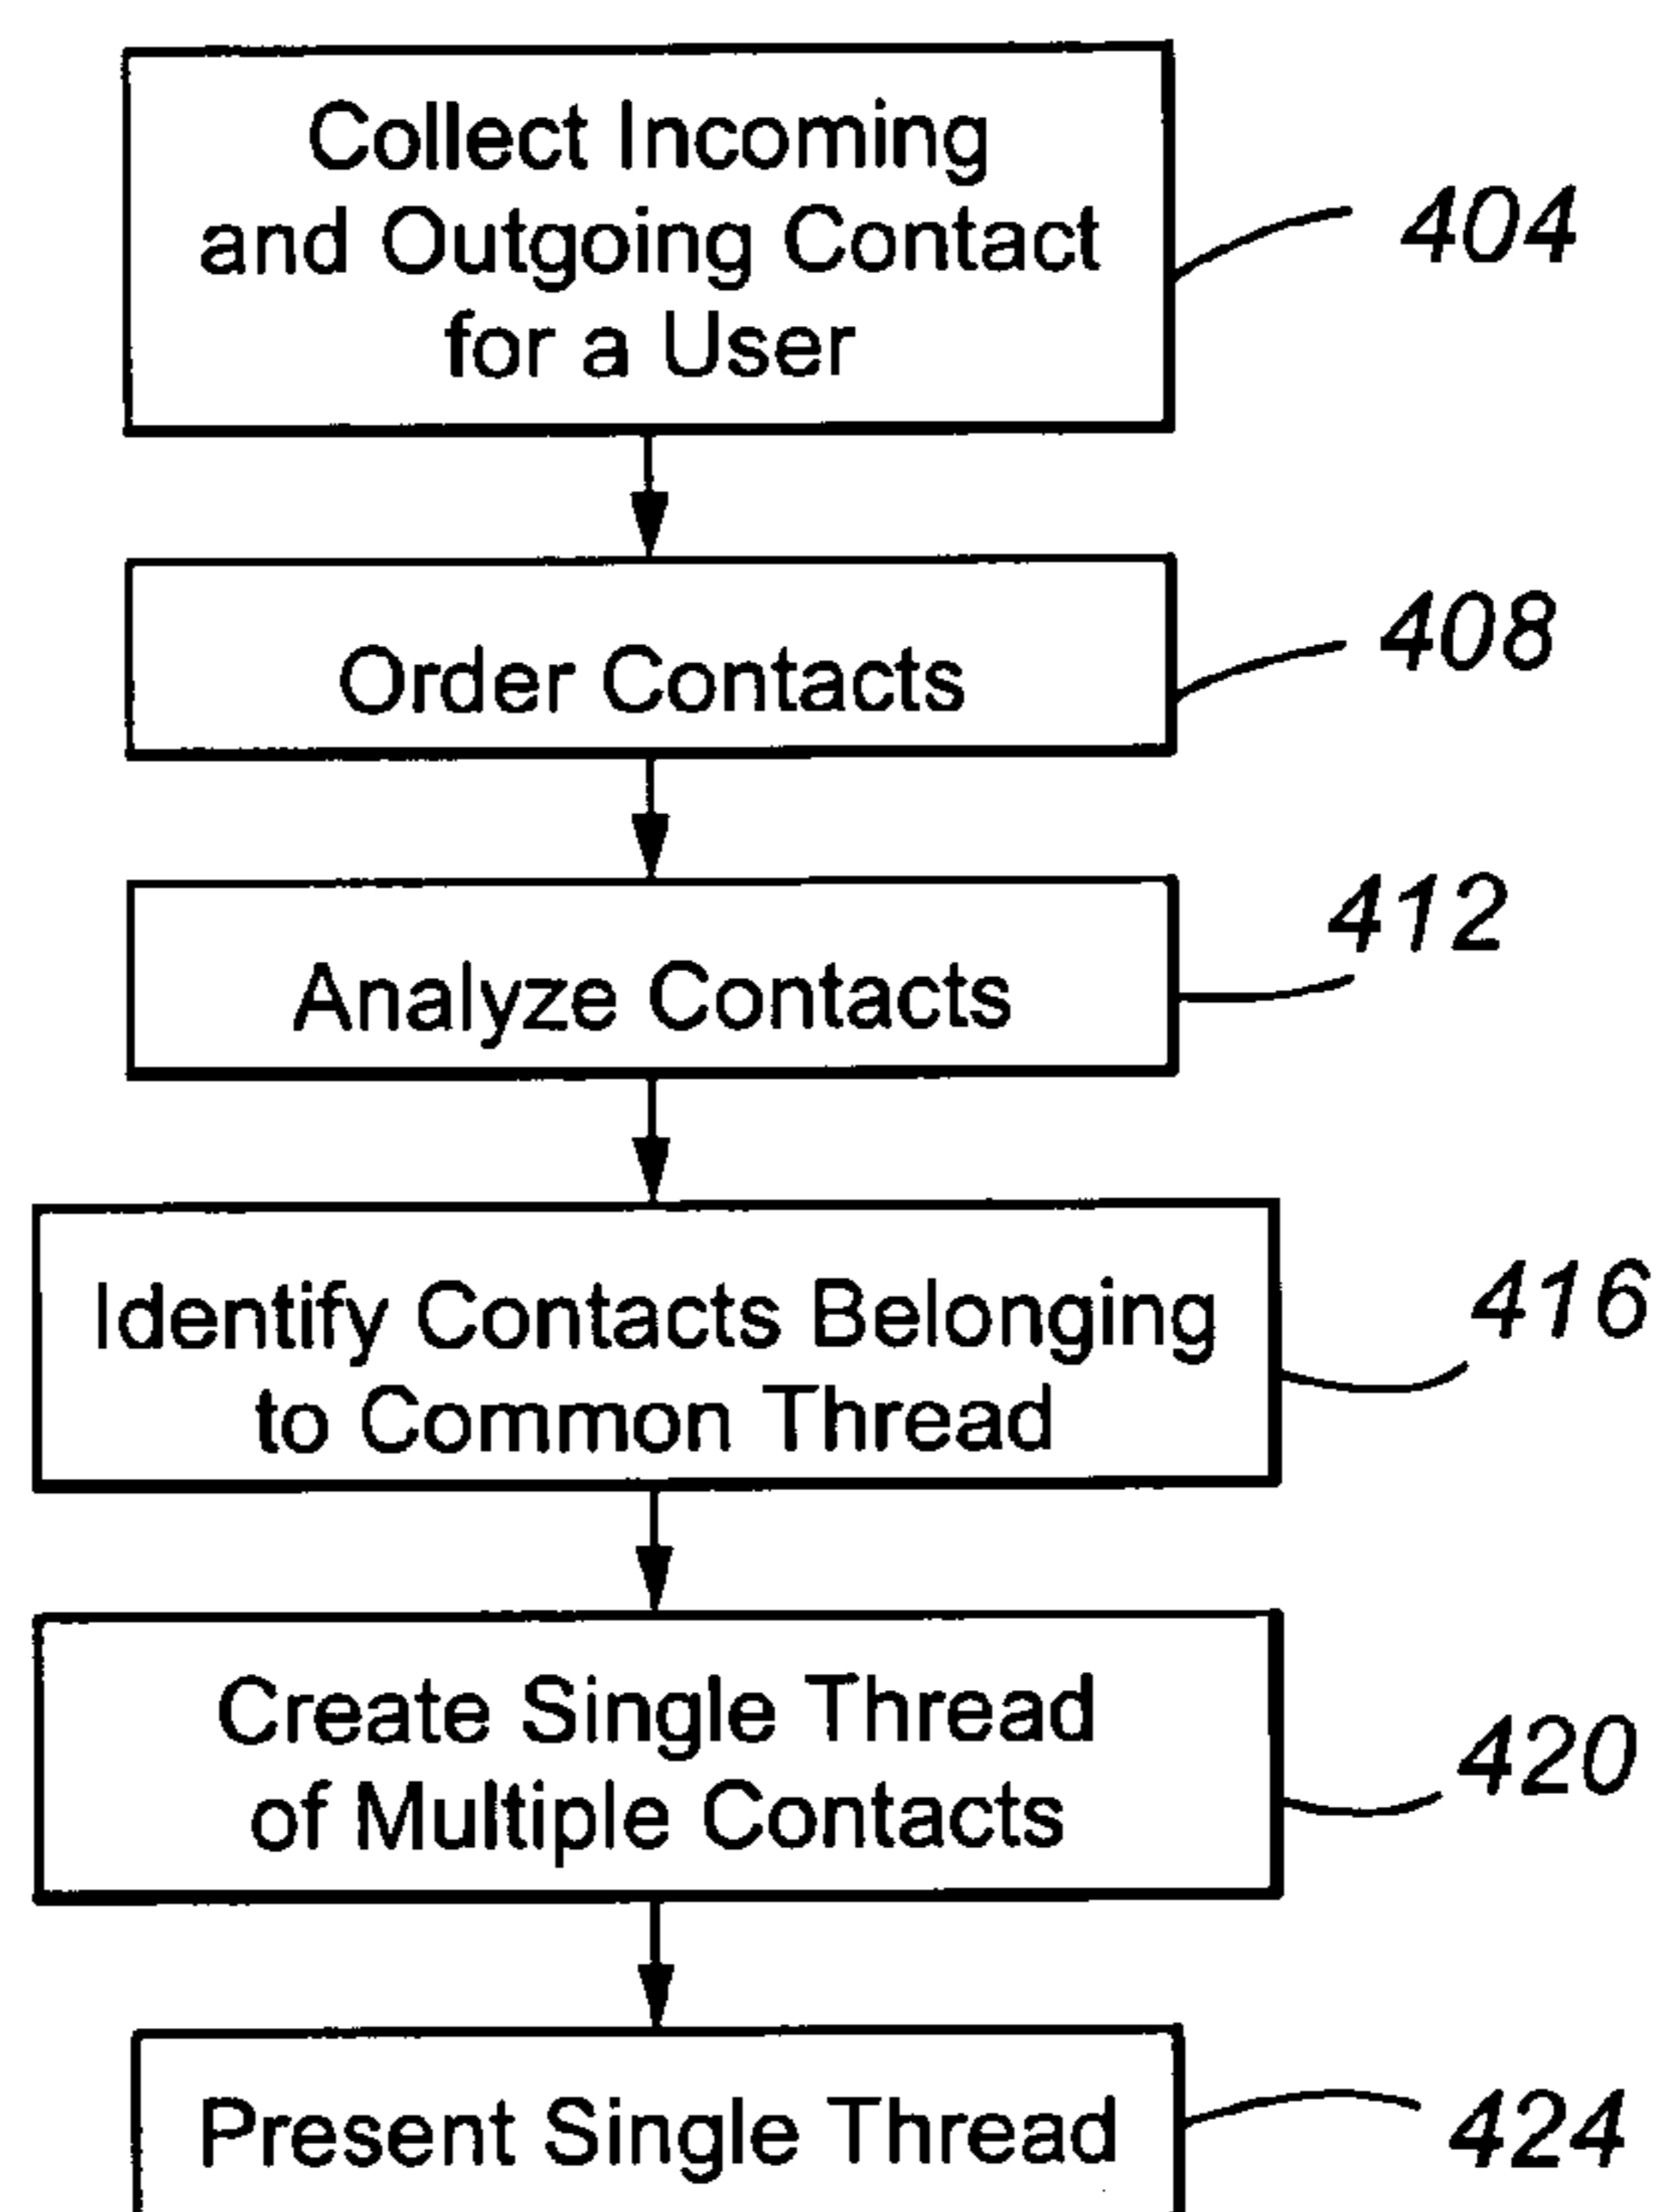 Collect Incoming
and Outgoing Contact
for a User
404
Order Contacts
408
Analyze Contacts
412
Identify Contacts Belonging
to Common Thread
416
Create Single Thread
of Multiple Contacts
420
Present Single Thread
424